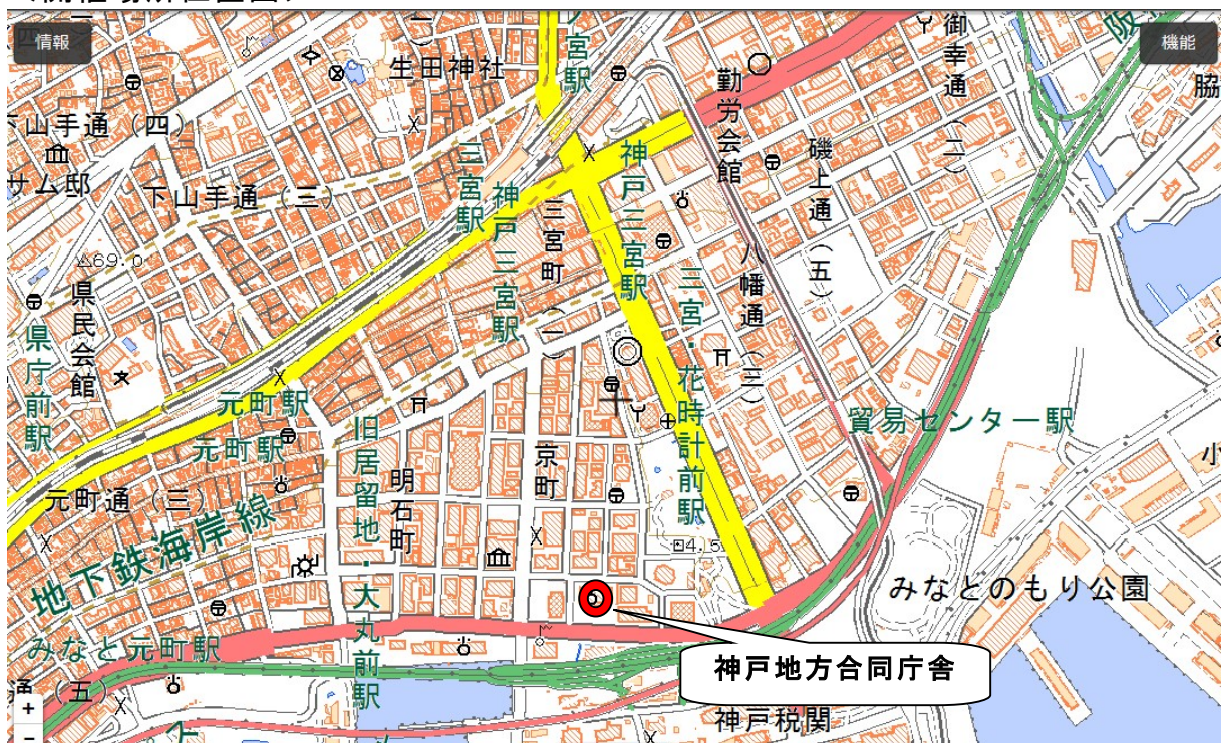 情報
機能
生田神社
宮駅
勤労会館
御幸通(二)
脇
阪
下山手通(四)
サム邸
下山手通(三)
三宮駅
神戸三宮駅
三宮町(一)
神戸三宮駅
磯上通(五)
八幡通(三)
69.0
県民会館
県庁前駅
三宮・花時計前駅
元町駅
元町駅
旧居留地・大丸前駅
明石町
京町
貿易センター駅
小
元町通(三)
地下鉄海岸線
4.5
みなとのもり公園
みなと元町駅
神戸地方合同庁舎
通(五)
神戸税関
+
−